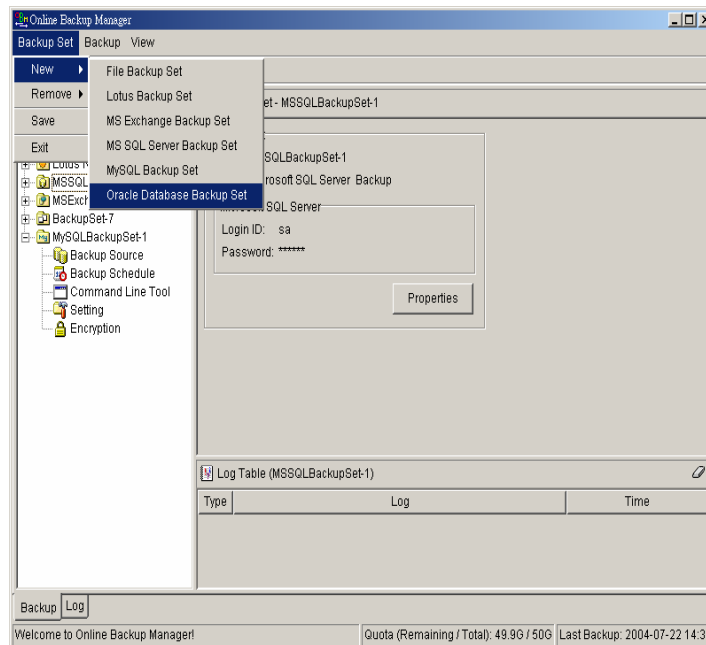 Online Backup Manager
Backup Set Backup View
New
Remove
Save
Exit
File Backup Set
Lotus Backup Set
MS Exchange Backup Set
MS SQL Server Backup Set
MySQL Backup Set
Oracle Database Backup Set
et - MSSQLBackupSet-1
SQLBackupSet-1
rosoft SQL Server Backup
SQL Server
Login ID: sa
Password: ******
Properties
Lotus
MSSQL
MSExch
BackupSet-7
MySQLBackupSet-1
Backup Source
Backup Schedule
Command Line Tool
Setting
Encryption
Log Table (MSSQLBackupSet-1)
Type Log Time
Backup Log
Welcome to Online Backup Manager! Quota (Remaining / Total): 49.9G / 50G Last Backup: 2004-07-22 14:3